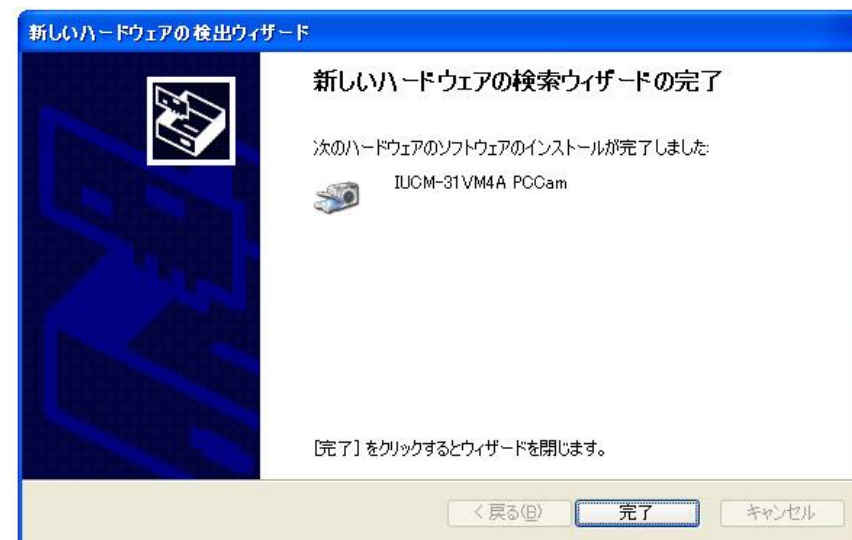 新しいハードウェアの検出ウィザード
新しいハードウェアの検索ウィザードの完了
次のハードウェアのソフトウェアのインストールが完了しました:
IUCM-31VM4A PCCam
[完了] をクリックするとウィザードを閉じます。
< 戻る(B) 完了 キャンセル